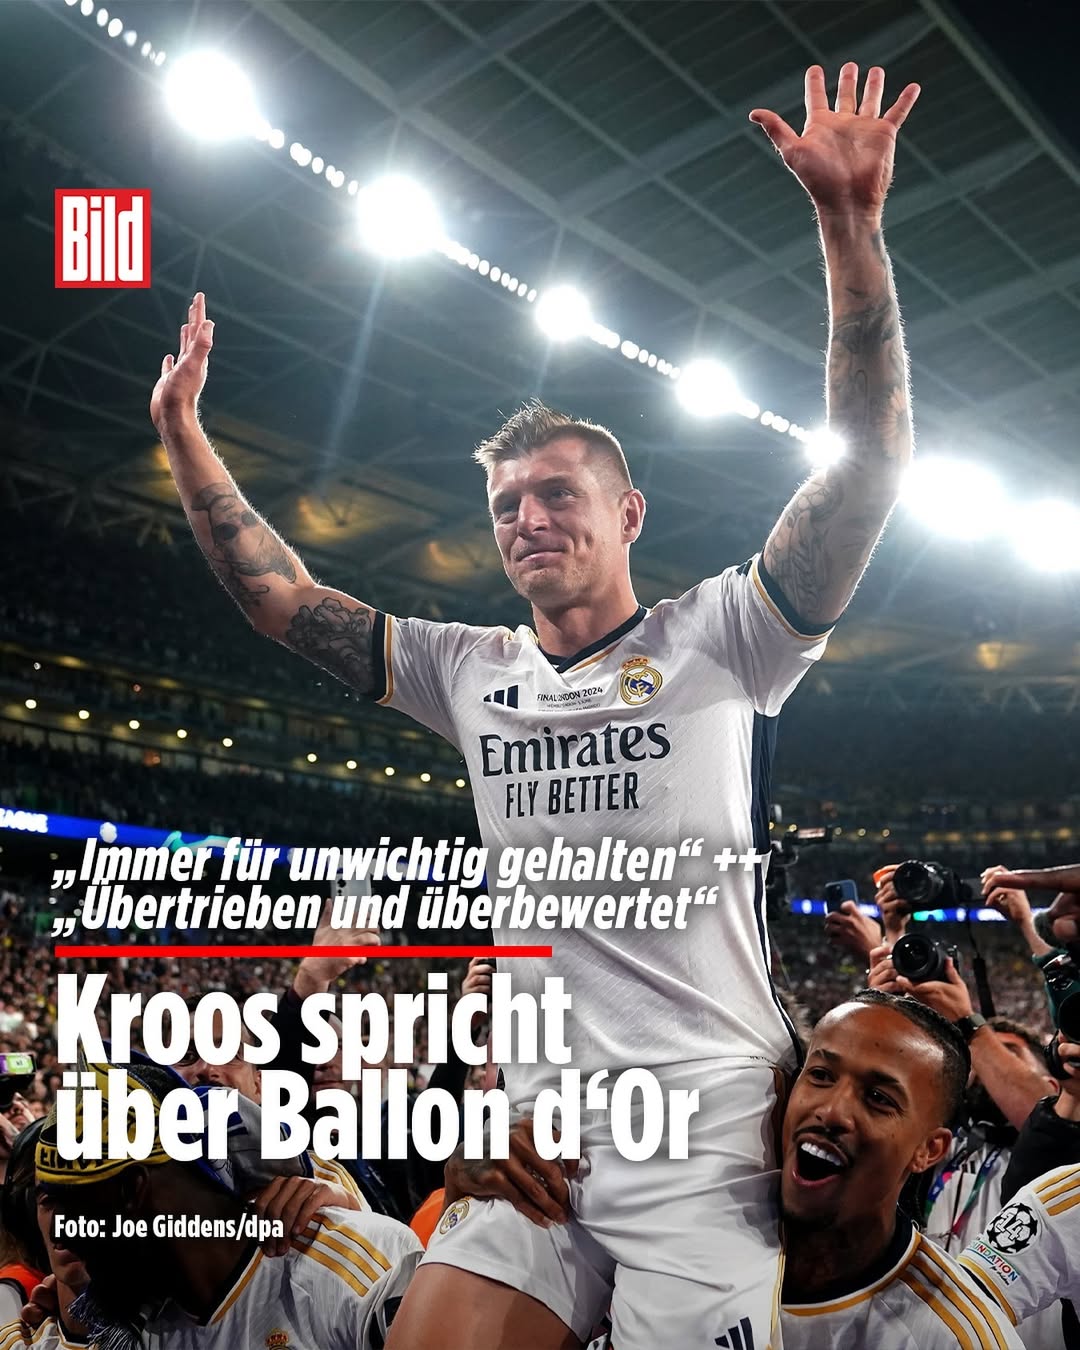 Bild
FINAL LONDON 2024
Emirates
FLY BETTER
„Immer für unwichtig gehalten“ ++
„Übertrieben und überbewertet“
Kroos spricht
über Ballon d‘Or
Foto: Joe Giddens/dpa